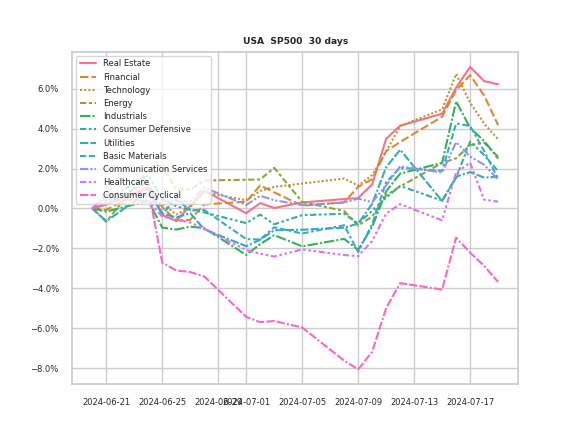 USA SP500 30 days
Real Estate
Financial
Technology
Energy
Industrials
Consumer Defensive
Utilities
Basic Materials
Communication Services
Healthcare
Consumer Cyclical
6.0%
4.0%
2.0%
0.0%
−2.0%
−4.0%
−6.0%
−8.0%
2024-06-21 2024-06-25 2024-07-01 2024-07-05 2024-07-09 2024-07-13 2024-07-17